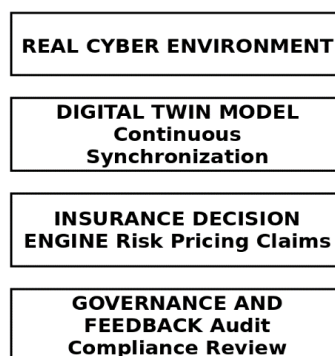 REAL CYBER ENVIRONMENT
DIGITAL TWIN MODEL
Continuous
Synchronization
INSURANCE DECISION
ENGINE Risk Pricing Claims
GOVERNANCE AND
FEEDBACK Audit
Compliance Review